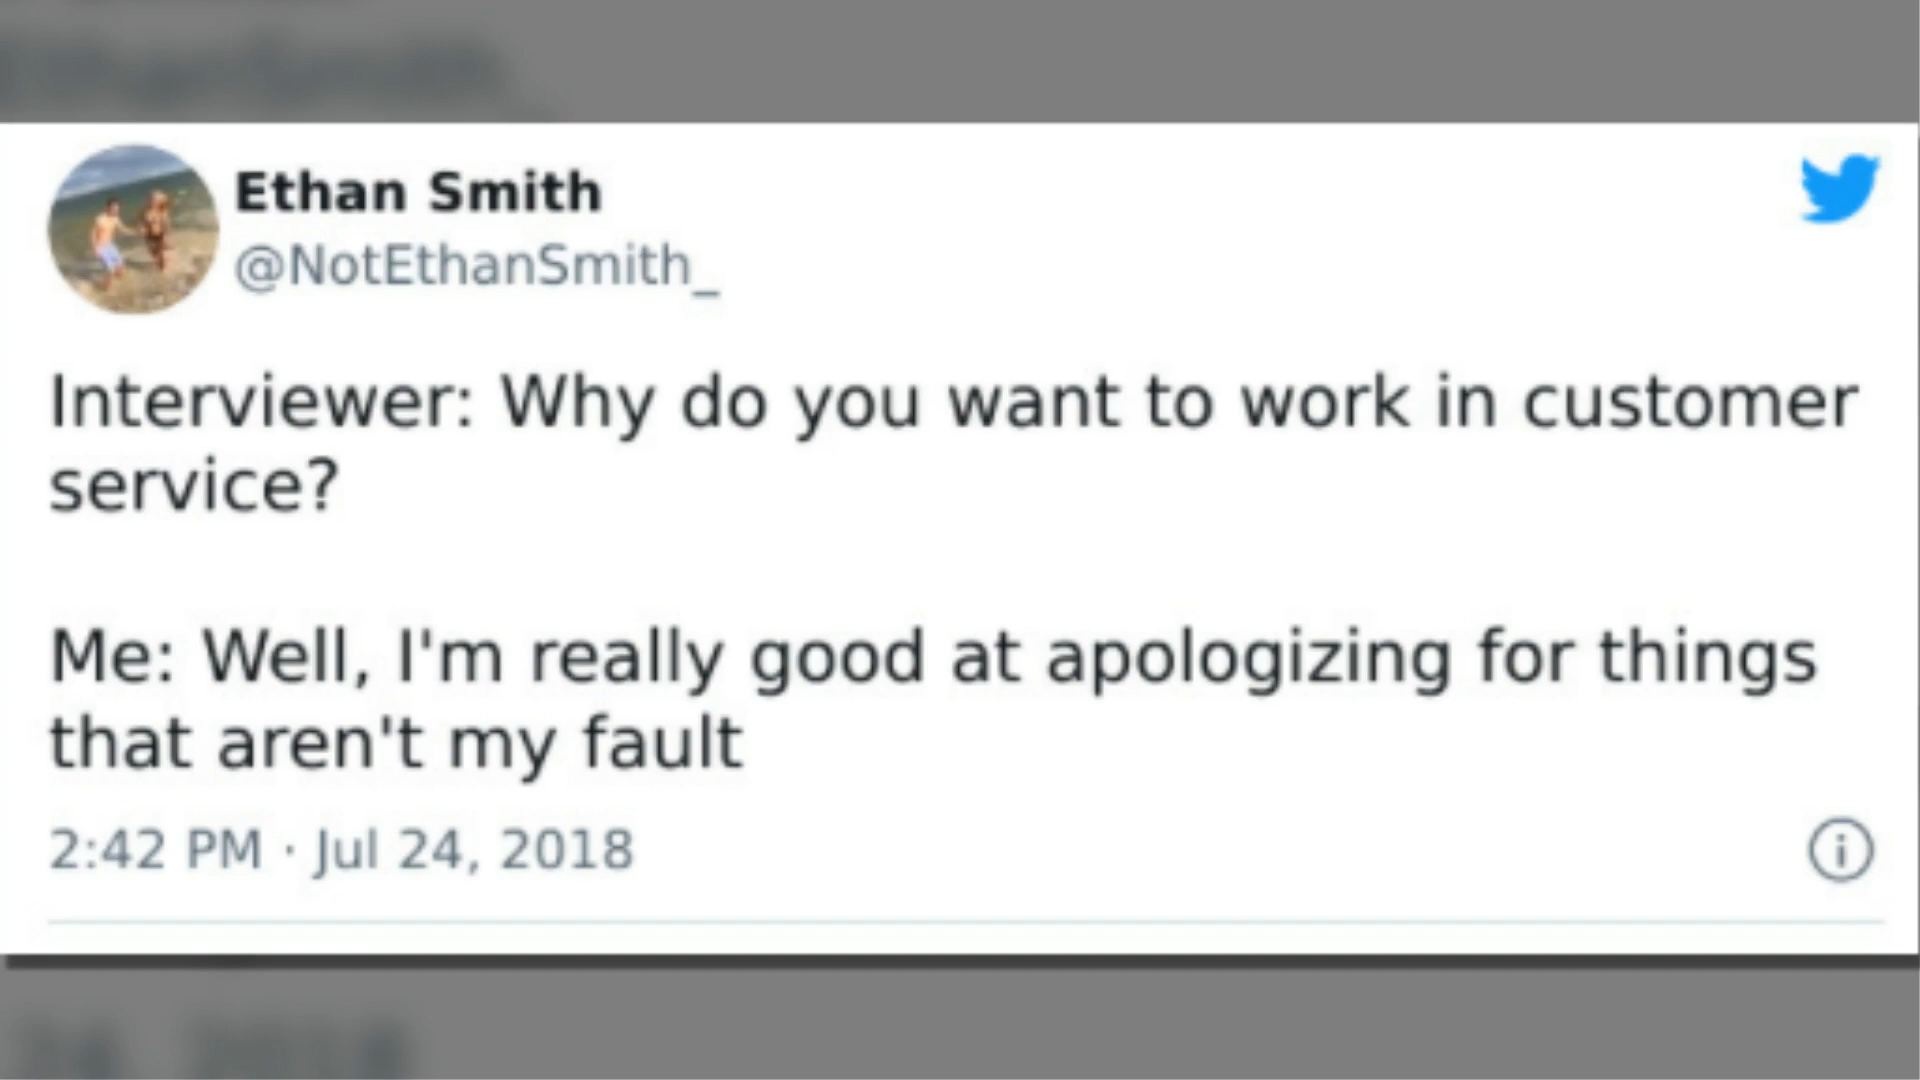 Ethan Smith
@NotEthanSmith_
Interviewer: Why do you want to work in customer
service?
Me: Well, I'm really good at apologizing for things
that aren't my fault
2:42 PM · Jul 24, 2018